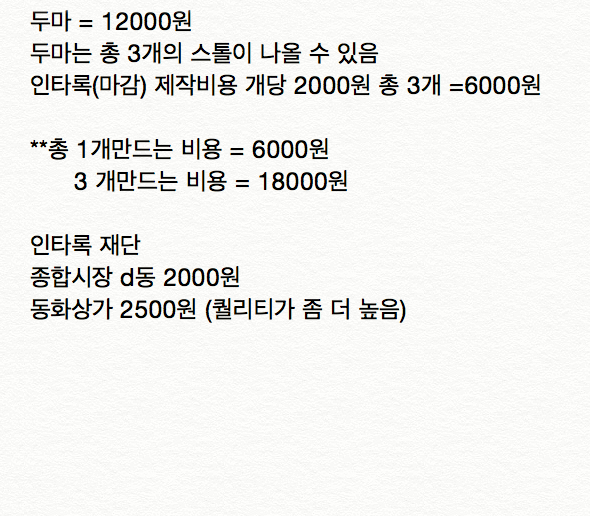 두마 = 12000원
두마는 총 3개의 스톨이 나올 수 있음
인타록(마감) 제작비용 개당 2000원 총 3개 =6000원
**총 1개만드는 비용 = 6000원
3 개만드는 비용 = 18000원
인타록 재단
종합시장 d동 2000원
동화상가 2500원 (퀄리티가 좀 더 높음)